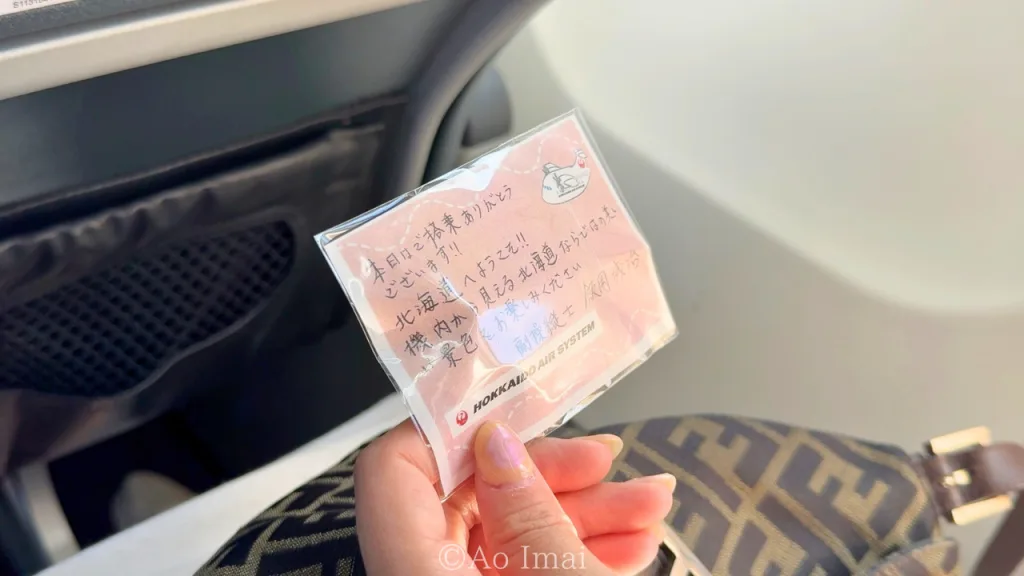 本日はご搭乗ありがとう
ございます!!
北海道へようこそ!!
機内から見える北海道ならではの美しい
景色をお楽しみください
副操縦士
HOKKAIDO AIR SYSTEM
©Ao Imai